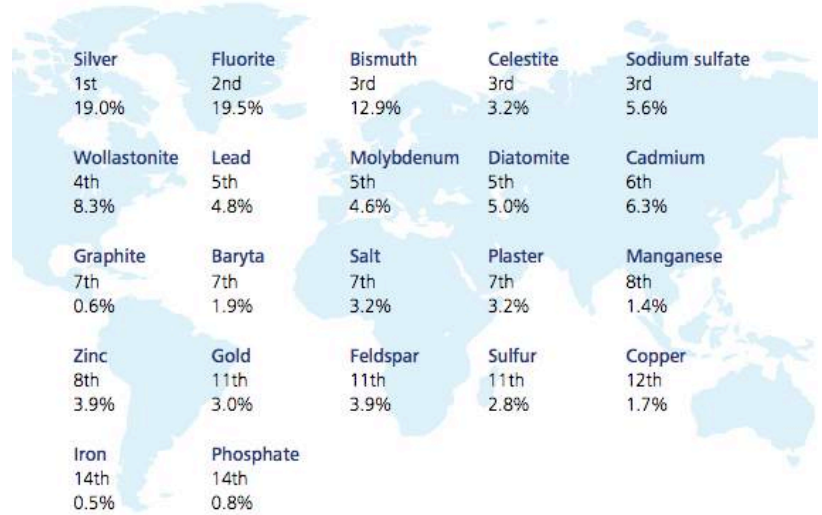 Silver Fluorite Bismuth Celestite Sodium sulfate
1st 2nd 3rd 3rd 3rd
19.0% 19.5% 12.9% 3.2% 5.6%
Wollastonite Lead Molybdenum Diatomite Cadmium
4th 5th 5th 5th 6th
8.3% 4.8% 4.6% 5.0% 6.3%
Graphite Baryta Salt Plaster Manganese
7th 7th 7th 7th 8th
0.6% 1.9% 3.2% 3.2% 1.4%
Zinc Gold Feldspar Sulfur Copper
8th 11th 11th 11th 12th
3.9% 3.0% 3.9% 2.8% 1.7%
Iron Phosphate
14th 14th
0.5% 0.8%